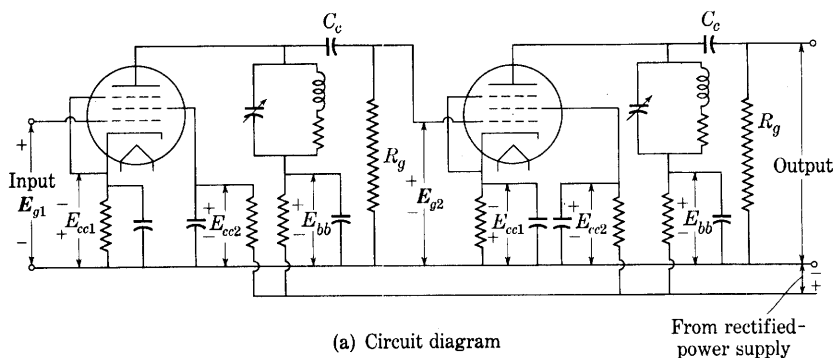 C_c
C_c
+
Input
E_g1
−
−
E_cc1
+
+
E_cc2
−
+
E_bb
−
R_g
+
E_g2
−
−
E_cc1
+
+
E_cc2
−
+
E_bb
−
R_g
Output
−
+
From rectified-
power supply
(a) Circuit diagram